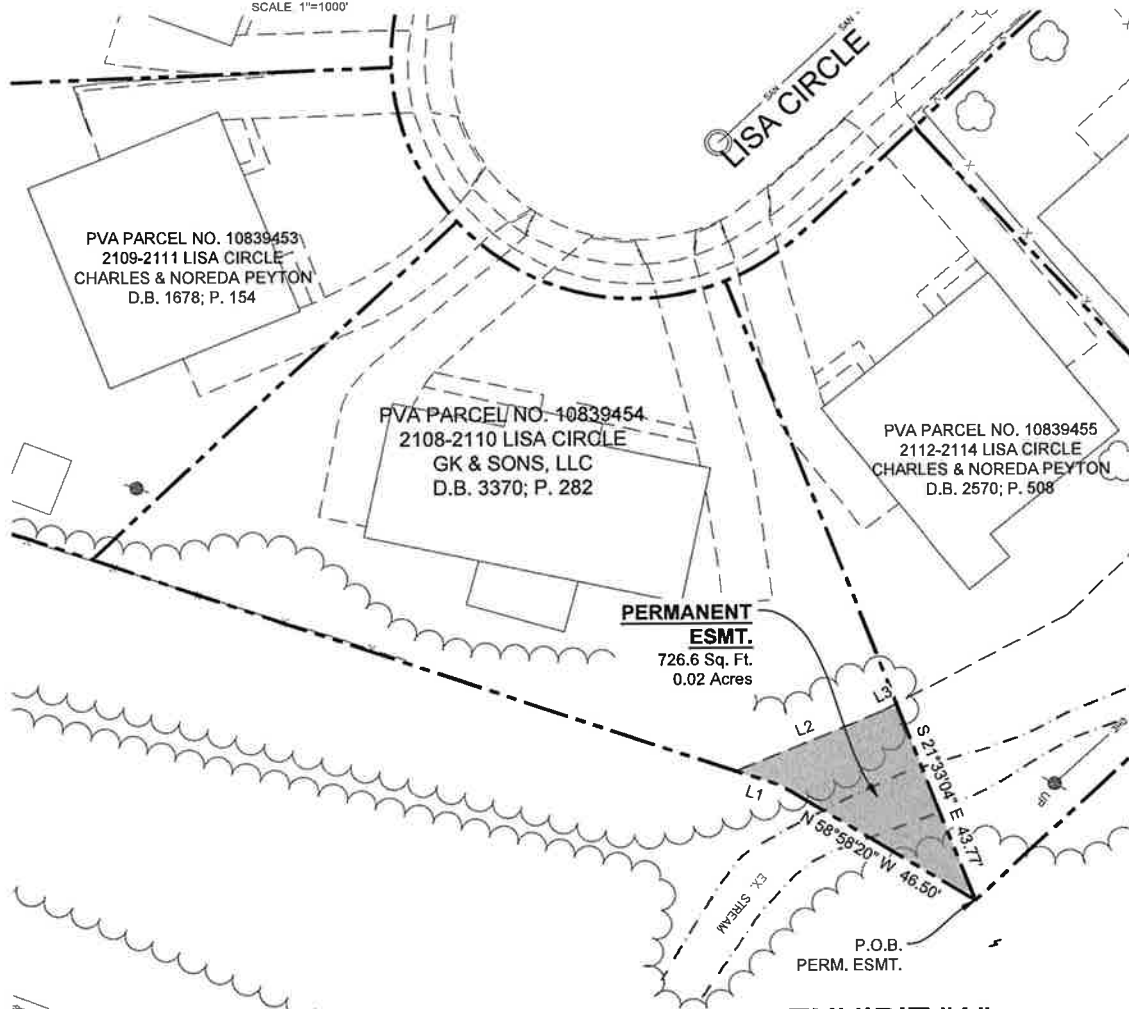 SCALE 1"=1000'
SAN
SAN
LISA CIRCLE
PVA PARCEL NO. 10839453
2109-2111 LISA CIRCLE
CHARLES & NOREDA PEYTON
D.B. 1678; P. 154
X
X
X
PVA PARCEL NO. 10839454
2108-2110 LISA CIRCLE
GK & SONS, LLC
D.B. 3370; P. 282
PVA PARCEL NO. 10839455
2112-2114 LISA CIRCLE
CHARLES & NOREDA PEYTON
D.B. 2570; P. 508
X
PERMANENT
ESMT.
726.6 Sq. Ft.
0.02 Acres
L3
L2
L1
S 21°33'04" E 43.77'
N 58°58'20" W 46.50'
UP
EX. STREAM
P.O.B.
PERM. ESMT.